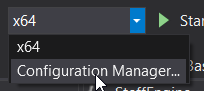 x64
Star
x64
Configuration Manager...
Bas
StaffEngine